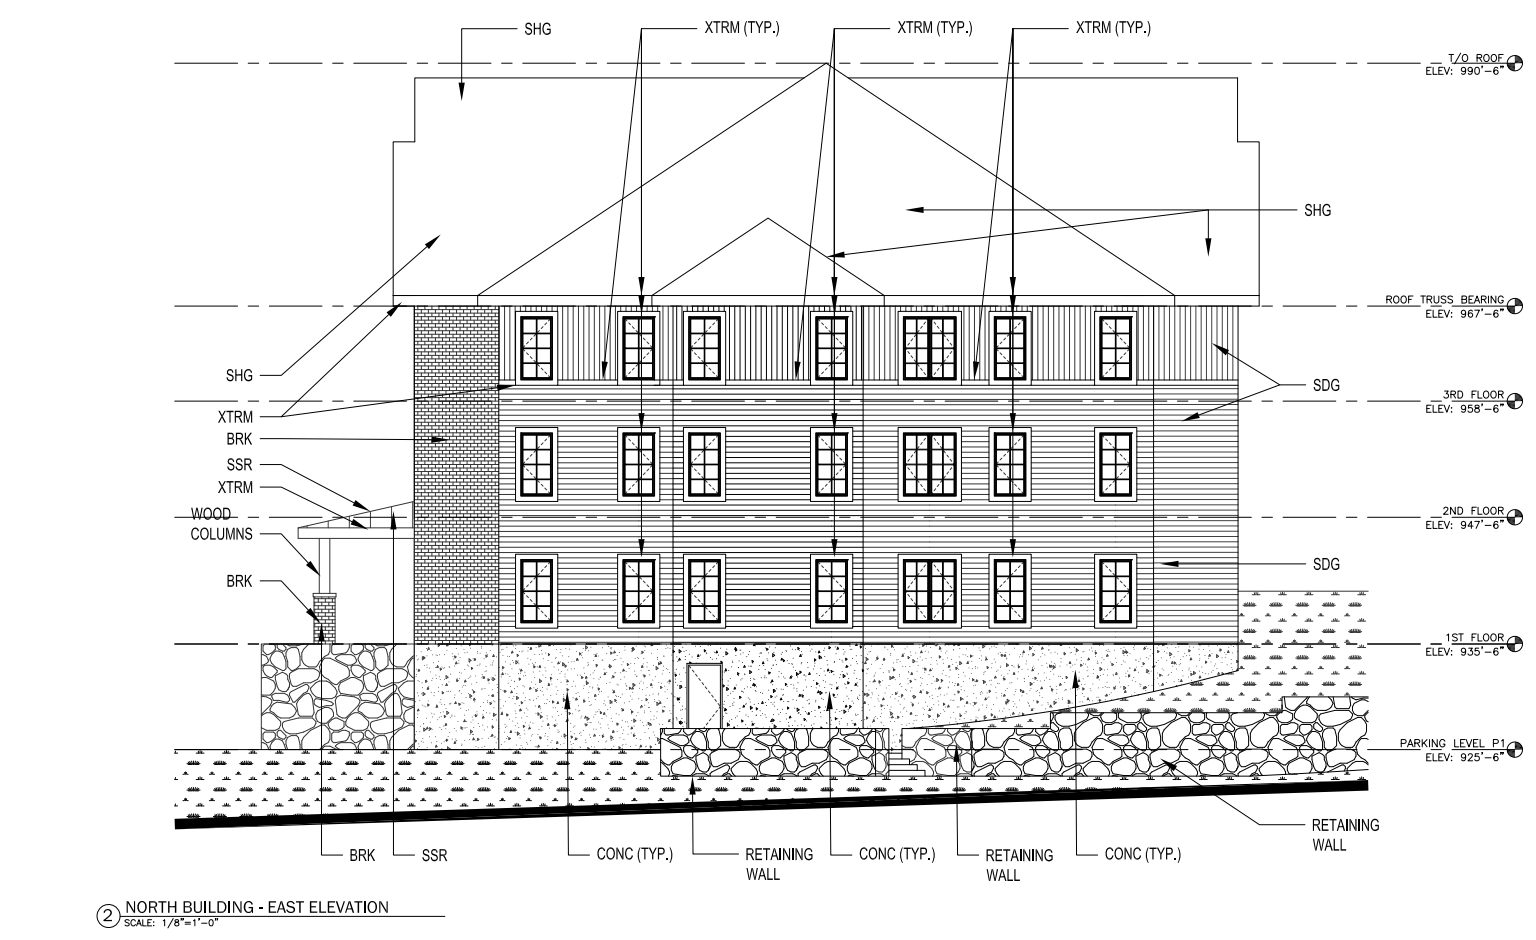 SHG
XTRM (TYP.)
XTRM (TYP.)
XTRM (TYP.)
T/O ROOF
ELEV: 990'-6"
SHG
ROOF TRUSS BEARING
ELEV: 967'-6"
SHG
SDG
3RD FLOOR
ELEV: 958'-6"
XTRM
BRK
SSR
XTRM
WOOD
COLUMNS
2ND FLOOR
ELEV: 947'-6"
SDG
BRK
1ST FLOOR
ELEV: 935'-6"
PARKING LEVEL P1
ELEV: 925'-6"
RETAINING
WALL
BRK
SSR
CONC (TYP.)
RETAINING
WALL
CONC (TYP.)
RETAINING
WALL
CONC (TYP.)
2
NORTH BUILDING - EAST ELEVATION
SCALE: 1/8"=1'-0"